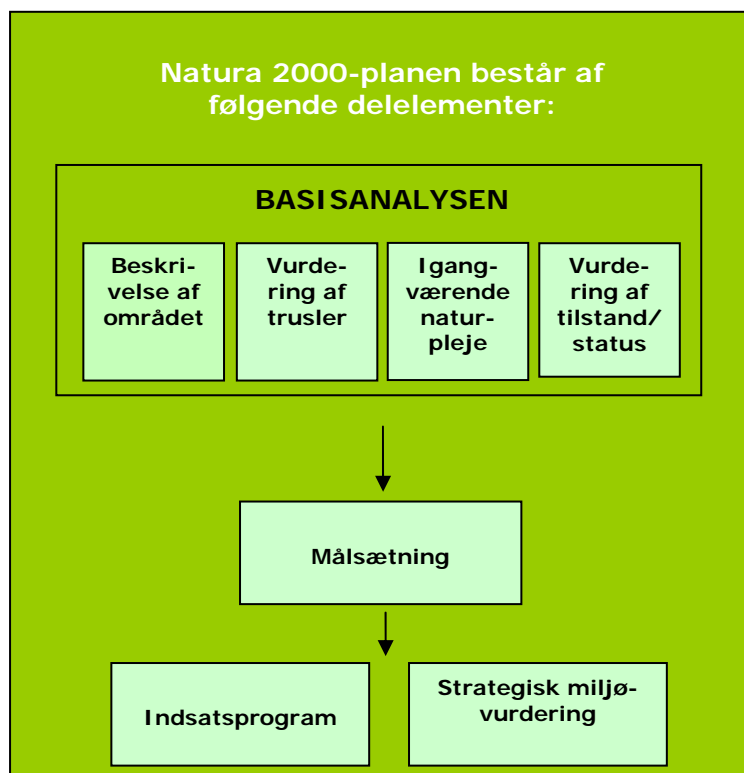 Natura 2000-planen består af
følgende delelementer:
BASISANALYSEN
Beskri-
velse af
området
Vurde-
ring af
trusler
Igang-
værende
natur-
pleje
Vurde-
ring af
tilstand/
status
Målsætning
Indsatsprogram
Strategisk miljø-
vurdering